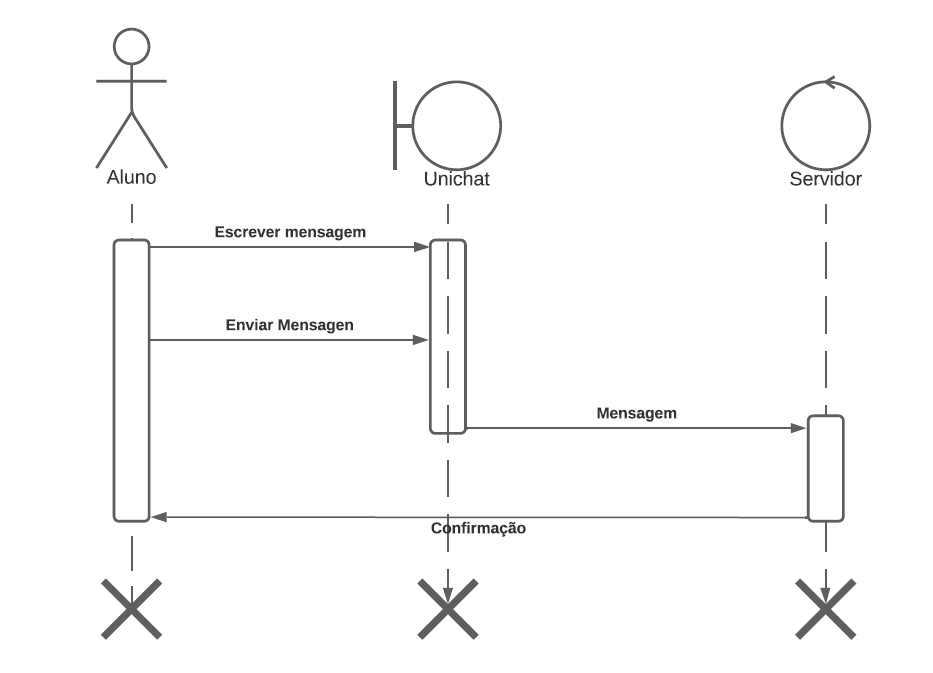 Aluno
Unichat
Servidor
Escrever mensagem
Enviar Mensagen
Mensagem
Confirmação